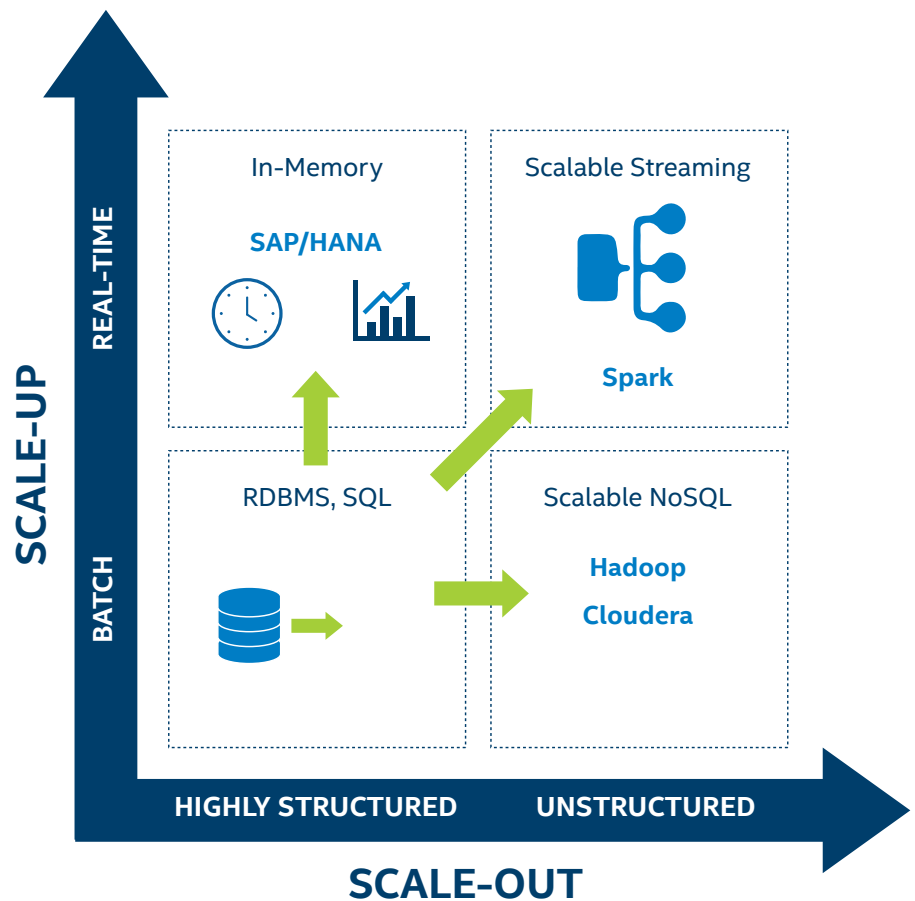 In-Memory
SAP/HANA
Scalable Streaming
Spark
RDBMS, SQL
Scalable NoSQL
Hadoop
Cloudera
SCALE-UP
REAL-TIME
BATCH
HIGHLY STRUCTURED
UNSTRUCTURED
SCALE-OUT